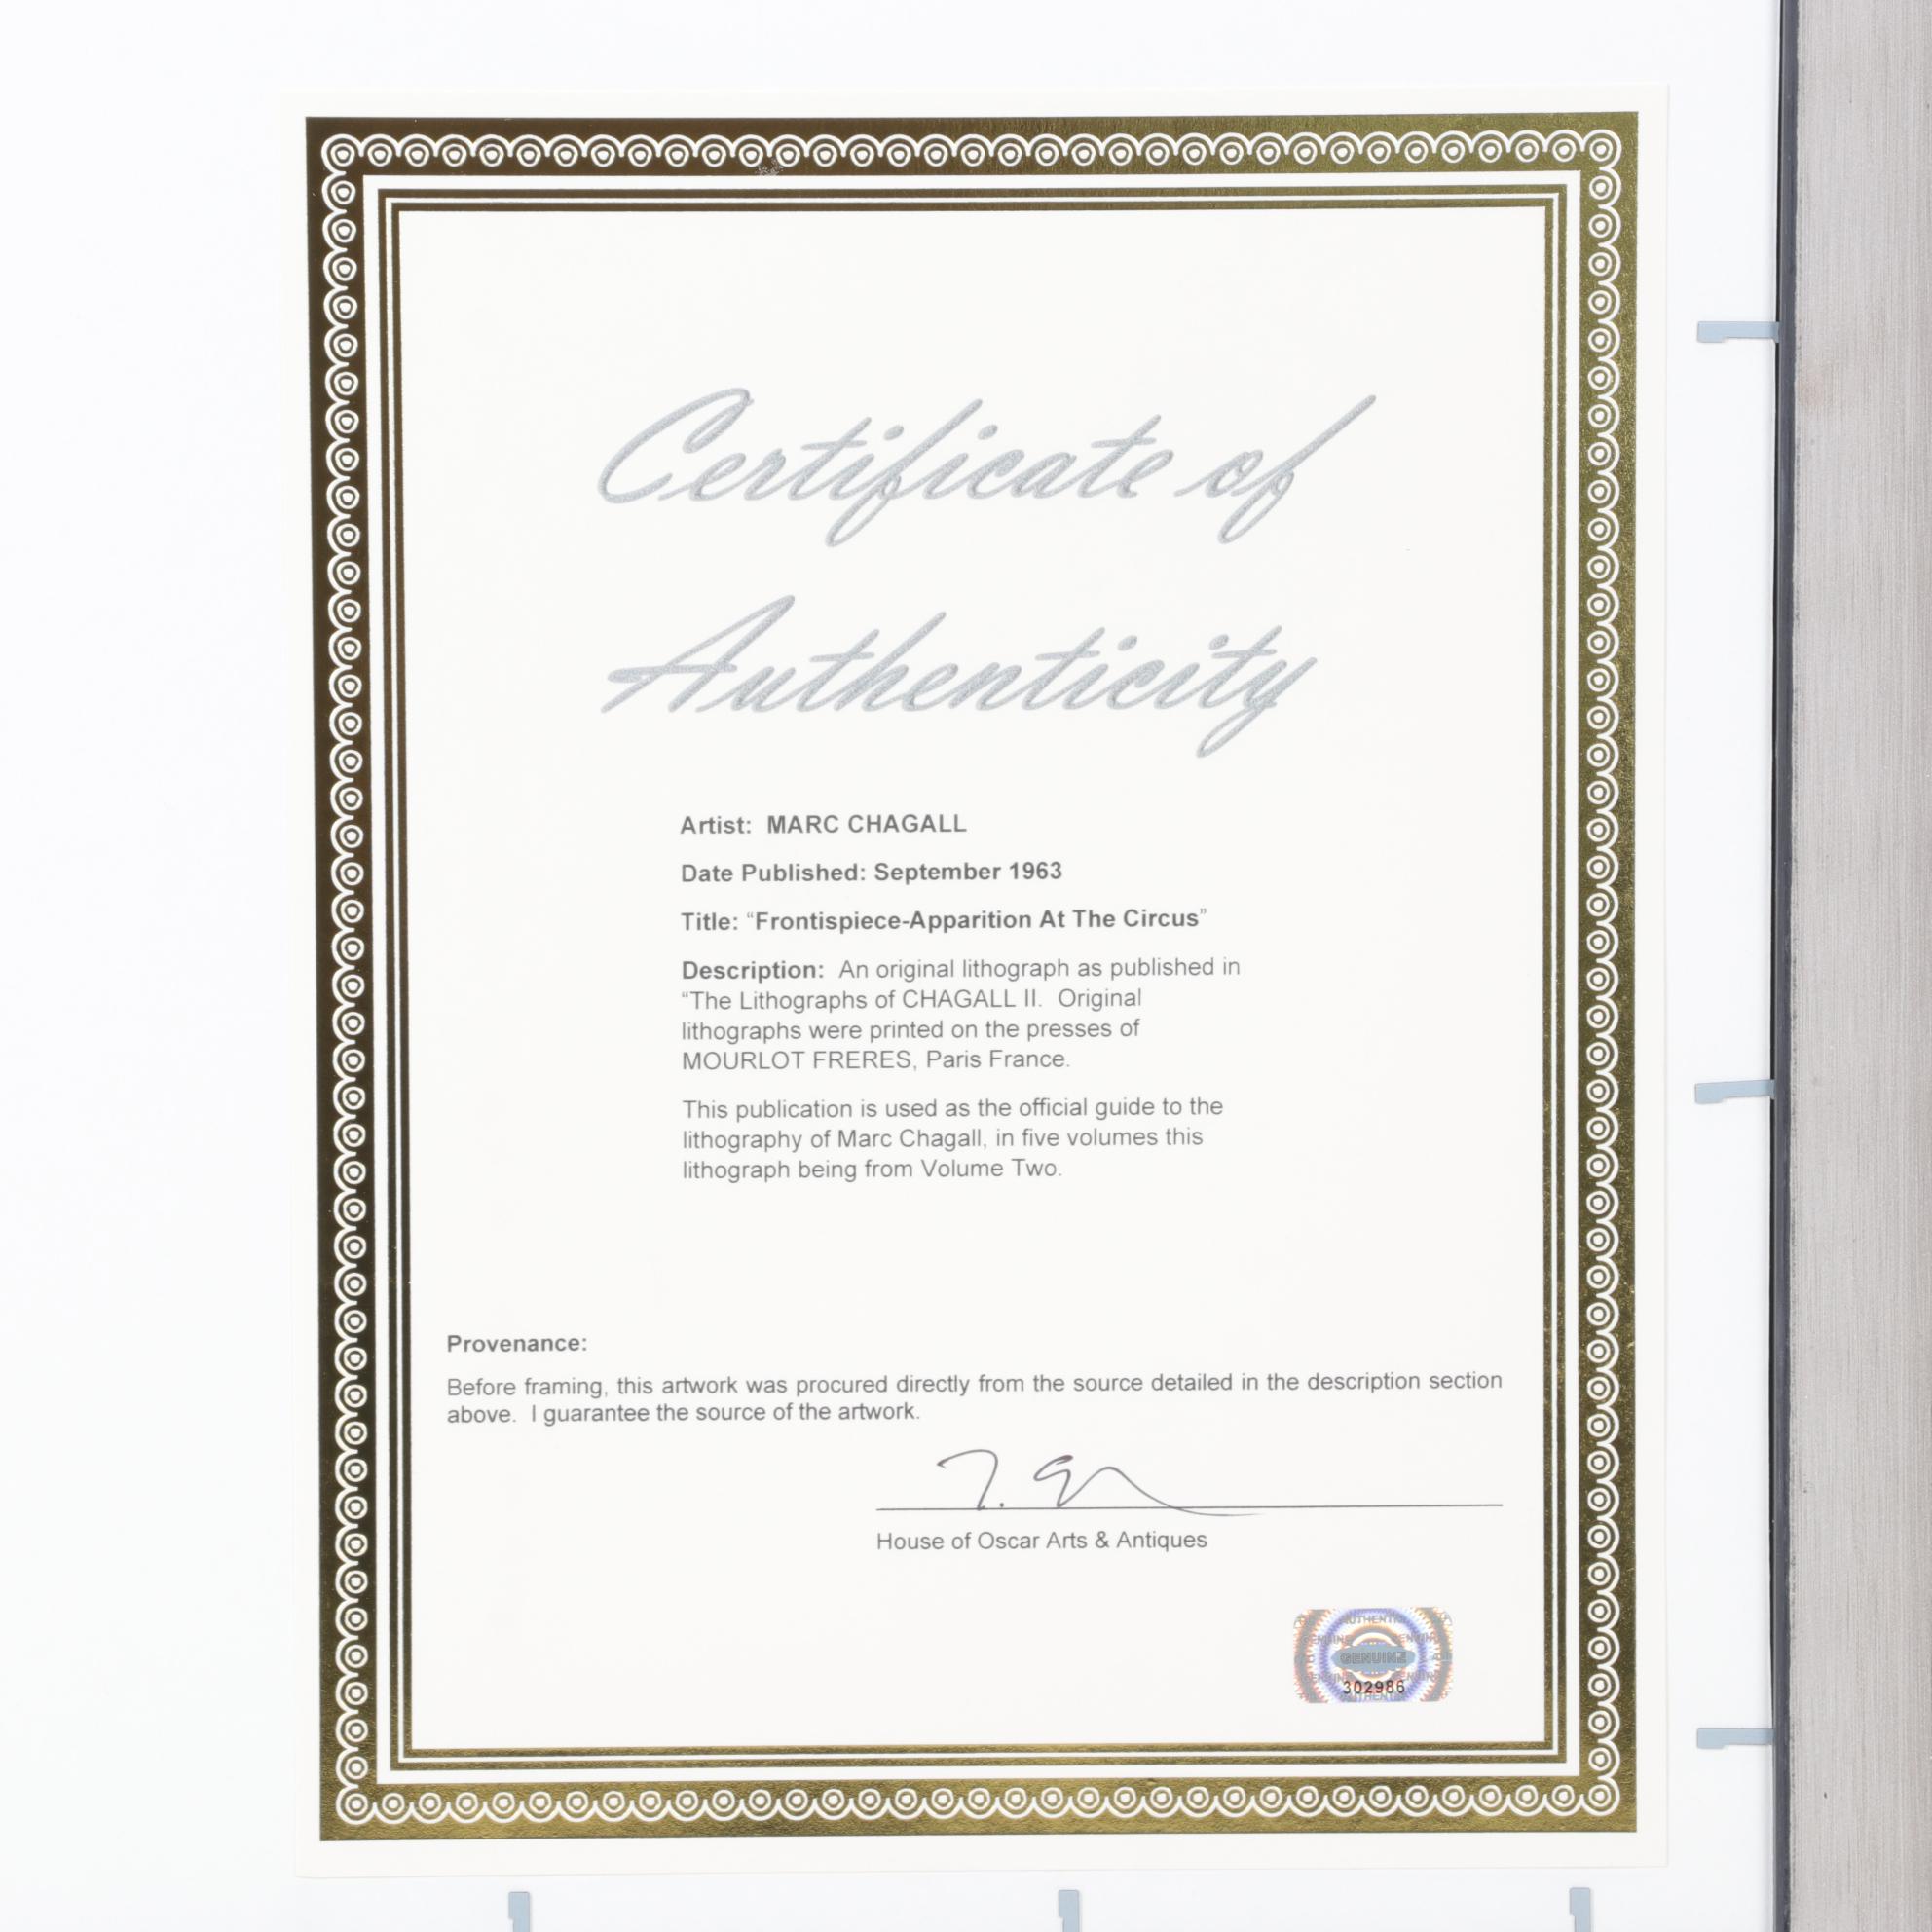 Certificate of
Authenticity
Artist: MARC CHAGALL
Date Published: September 1963
Title: “Frontispiece-Apparition At The Circus”
Description: An original lithograph as published in
“The Lithographs of CHAGALL II. Original
lithographs were printed on the presses of
MOURLOT FRERES, Paris France.
This publication is used as the official guide to the
lithography of Marc Chagall, in five volumes this
lithograph being from Volume Two.
Provenance:
Before framing, this artwork was procured directly from the source detailed in the description section
above. I guarantee the source of the artwork.
House of Oscar Arts & Antiques
GENUINE
302986